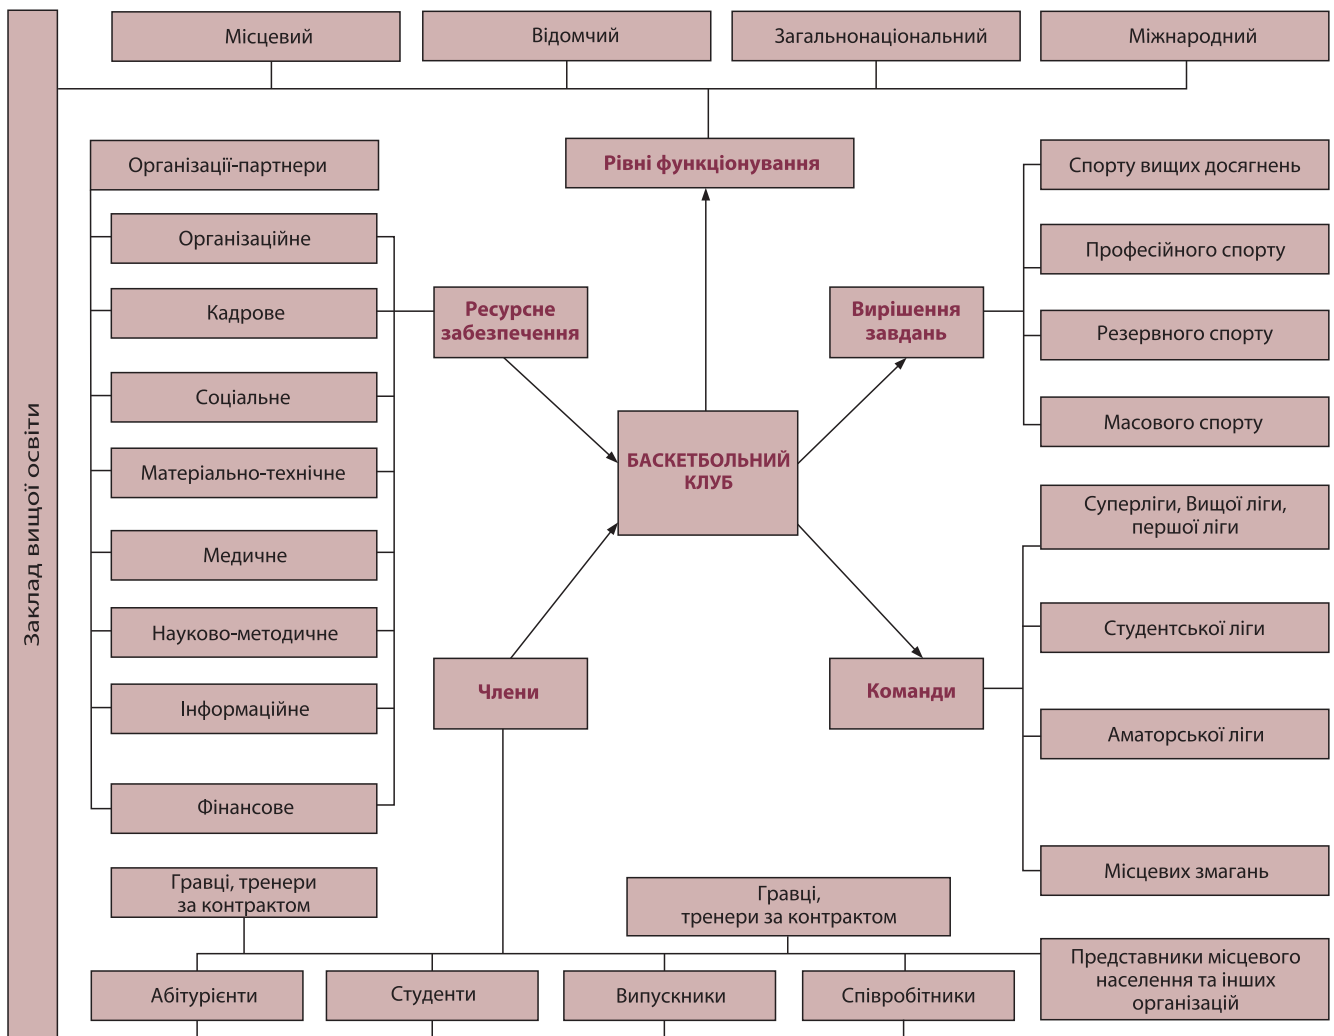 Заклад вищої освіти
Місцевий
Відомчий
Загальнонаціональний
Міжнародний
Рівні функціонування
Організації-партнери
Організаційне
Кадрове
Соціальне
Матеріально-технічне
Медичне
Науково-методичне
Інформаційне
Фінансове
Ресурсне
забезпечення
Вирішення
завдань
Спорту вищих досягнень
Професійного спорту
Резервного спорту
Масового спорту
БАСКЕТБОЛЬНИЙ
КЛУБ
Члени
Команди
Суперліги, Вищої ліги,
першої ліги
Студентської ліги
Аматорської ліги
Місцевих змагань
Гравці, тренери
за контрактом
Гравці,
тренери за контрактом
Абітурієнти
Студенти
Випускники
Співробітники
Представники місцевого
населення та інших
організацій